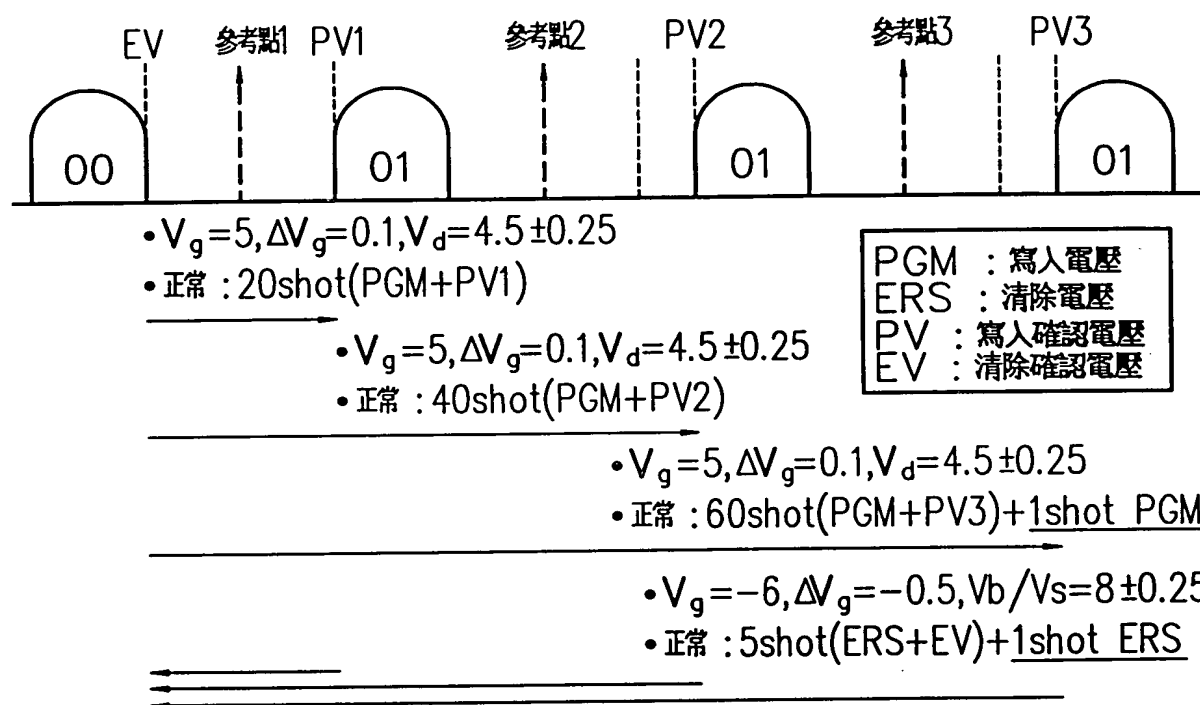 EV 參考點1 PV1 參考點2 PV2 參考點3 PV3
00 01 01 01
•Vg=5,ΔVg=0.1,Vd=4.5±0.25
•正常:20shot(PGM+PV1)
•Vg=5,ΔVg=0.1,Vd=4.5±0.25
•正常:40shot(PGM+PV2)
PGM : 寫入電壓
ERS : 清除電壓
PV : 寫入確認電壓
EV : 清除確認電壓
•Vg=5,ΔVg=0.1,Vd=4.5±0.25
•正常:60shot(PGM+PV3)+1shot PGM
•Vg=-6,ΔVg=-0.5,Vb/Vs=8±0.25
•正常:5shot(ERS+EV)+1shot ERS